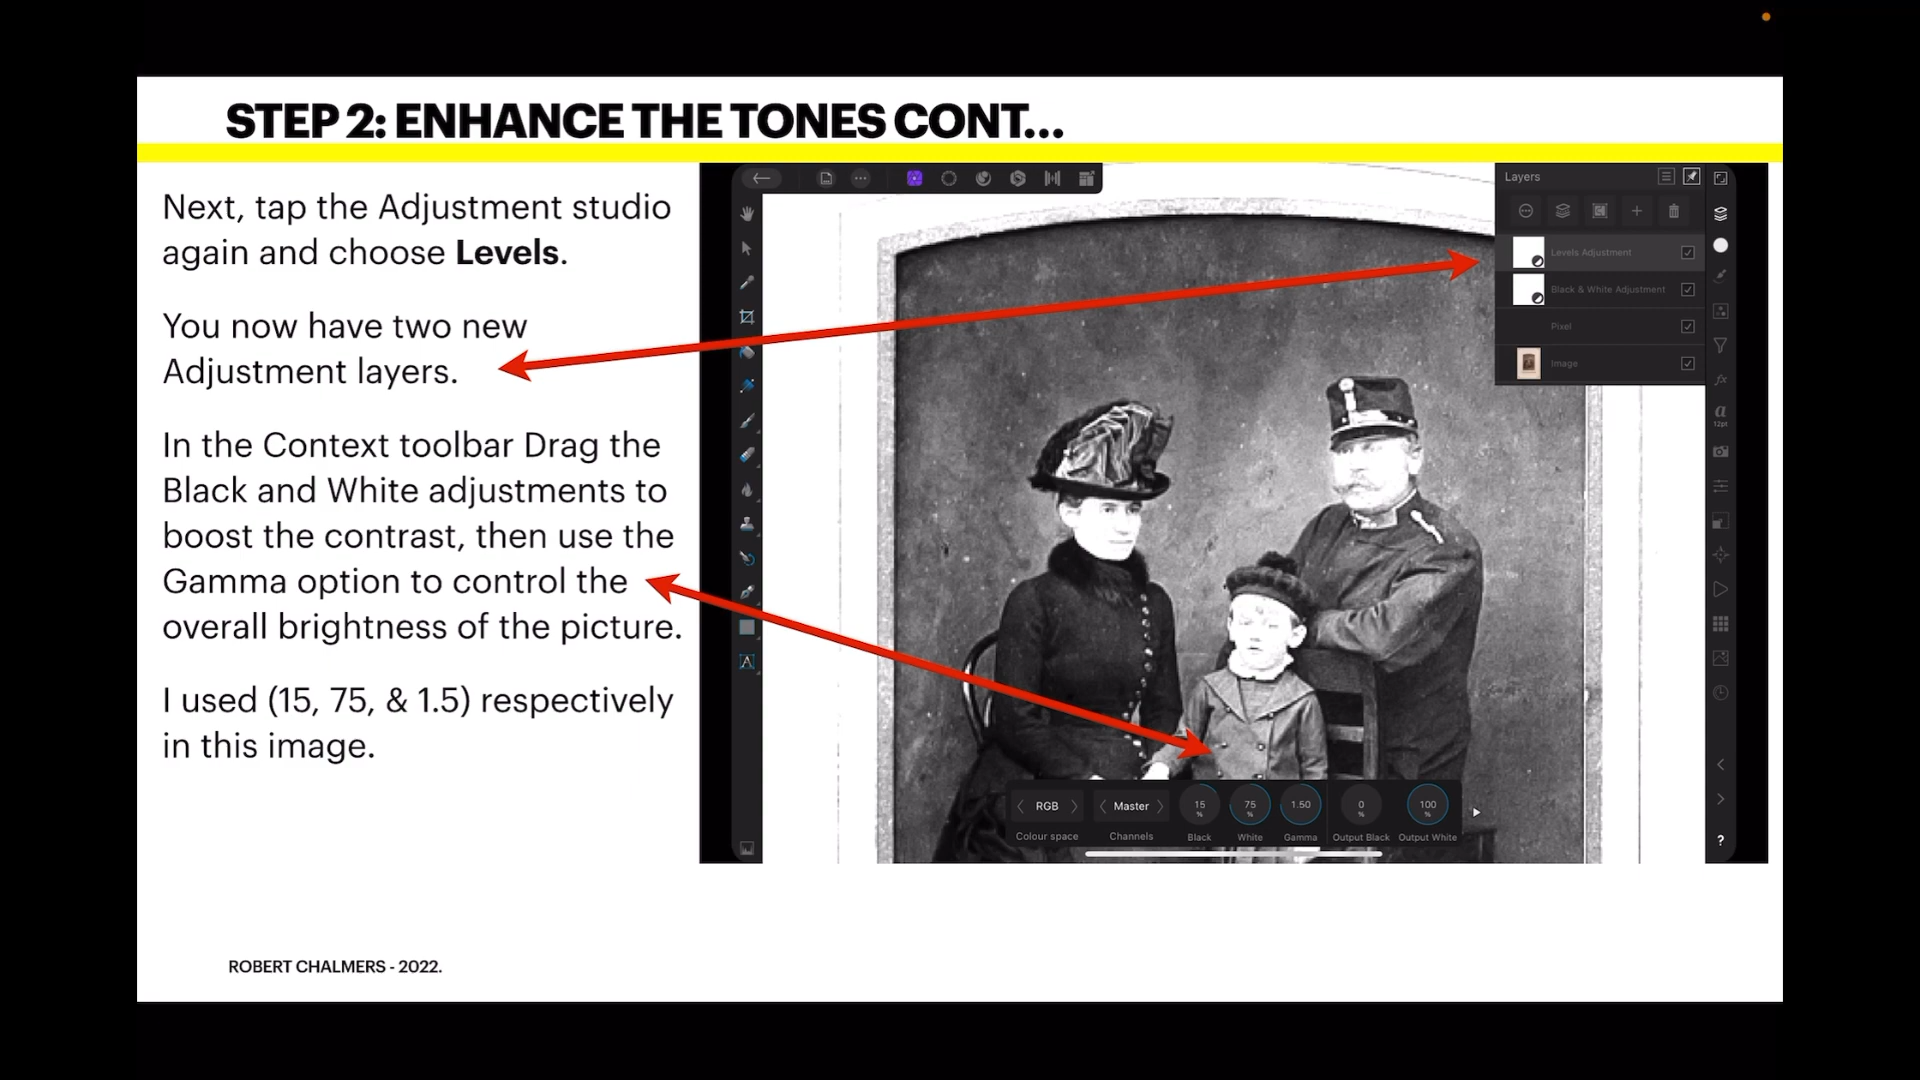 STEP 2: ENHANCE THE TONES CONT...
Next, tap the Adjustment studio
again and choose Levels.
You now have two new
Adjustment layers.
In the Context toolbar Drag the
Black and White adjustments to
boost the contrast, then use the
Gamma option to control the
overall brightness of the picture.
I used (15, 75, & 1.5) respectively
in this image.
Layers
Levels Adjustment
Black & White Adjustment
Pixel
Image
fx
a
12pt
A
RGB
Master
15
%
75
%
1.50
0
%
100
%
Colour space
Channels
Black
White
Gamma
Output Black
Output White
?
ROBERT CHALMERS - 2022.